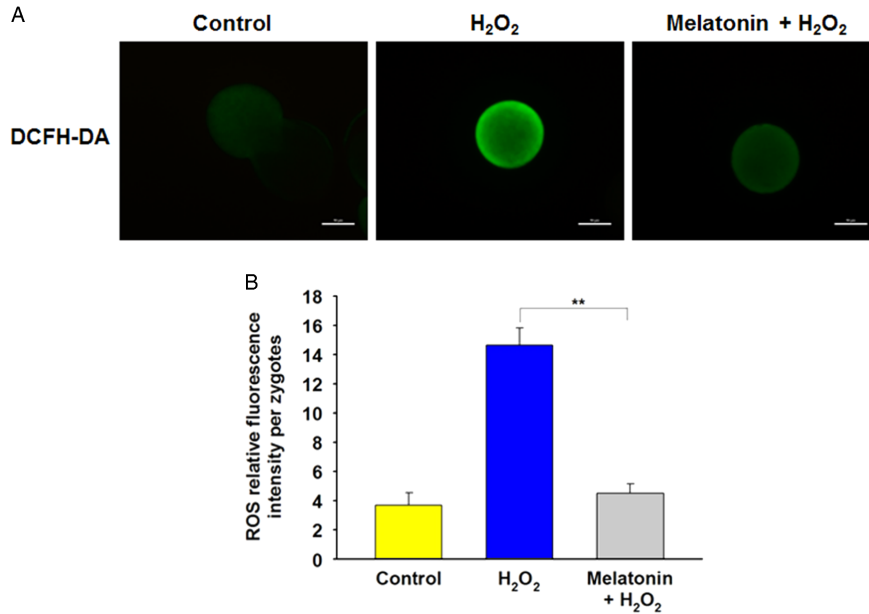 A
Control
H₂O₂
Melatonin + H₂O₂
DCFH-DA
B
ROS relative fluorescence
intensity per zygotes
18
16
14
12
10
8
6
4
2
0
**
Control
H₂O₂
Melatonin
+ H₂O₂